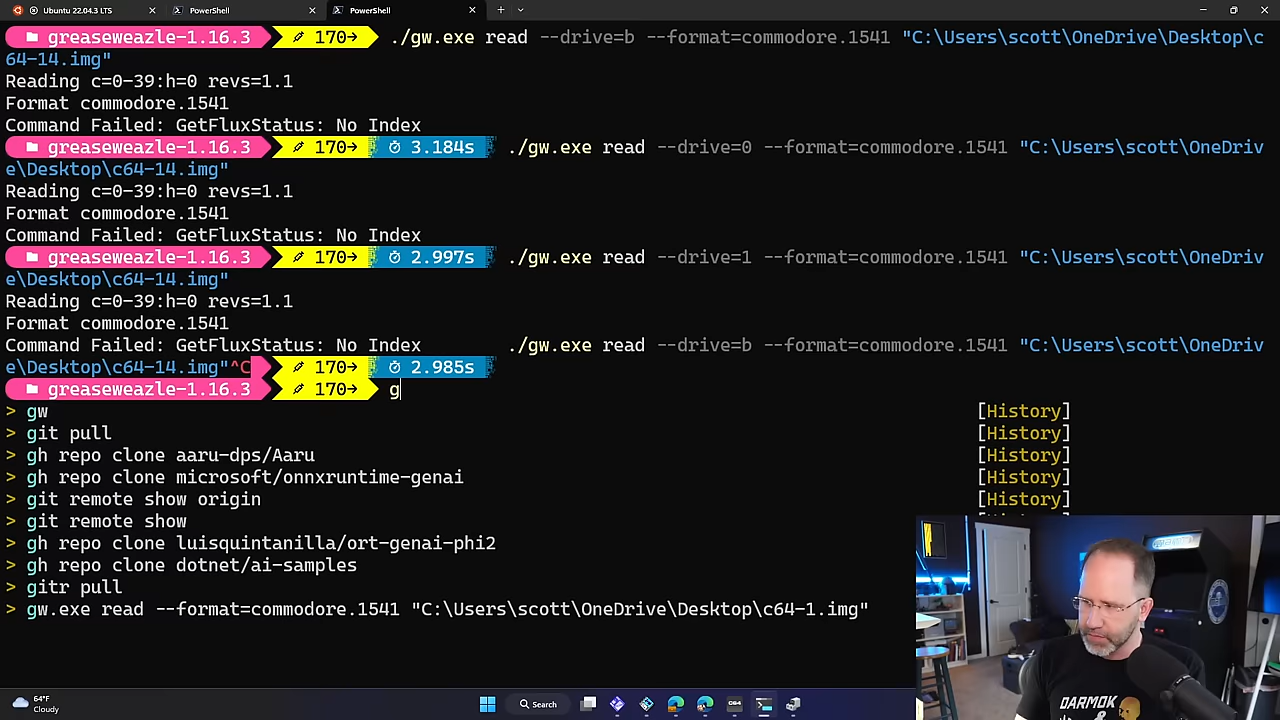 Ubuntu 22.04.3 LTS
PowerShell
PowerShell
greaseweazle-1.16.3 170→ ./gw.exe read --drive=b --format=commodore.1541 "C:\Users\scott\OneDrive\Desktop\c
64-14.img"
Reading c=0-39:h=0 revs=1.1
Format commodore.1541
Command Failed: GetFluxStatus: No Index
greaseweazle-1.16.3 170→ 3.184s ./gw.exe read --drive=0 --format=commodore.1541 "C:\Users\scott\OneDriv
e\Desktop\c64-14.img"
Reading c=0-39:h=0 revs=1.1
Format commodore.1541
Command Failed: GetFluxStatus: No Index
greaseweazle-1.16.3 170→ 2.997s ./gw.exe read --drive=1 --format=commodore.1541 "C:\Users\scott\OneDriv
e\Desktop\c64-14.img"
Reading c=0-39:h=0 revs=1.1
Format commodore.1541
Command Failed: GetFluxStatus: No Index ./gw.exe read --drive=b --format=commodore.1541 "C:\Users\scott\OneDriv
e\Desktop\c64-14.img"^C 170→ 2.985s
greaseweazle-1.16.3 170→ g
> gw [History]
> git pull [History]
> gh repo clone aaru-dps/Aaru [History]
> gh repo clone microsoft/onnxruntime-genai [History]
> git remote show origin [History]
> git remote show
> gh repo clone luisquintanilla/ort-genai-phi2
> gh repo clone dotnet/ai-samples
> gitr pull
> gw.exe read --format=commodore.1541 "C:\Users\scott\OneDrive\Desktop\c64-1.img"
DARMOK
&
64°F
Cloudy
Search
C64